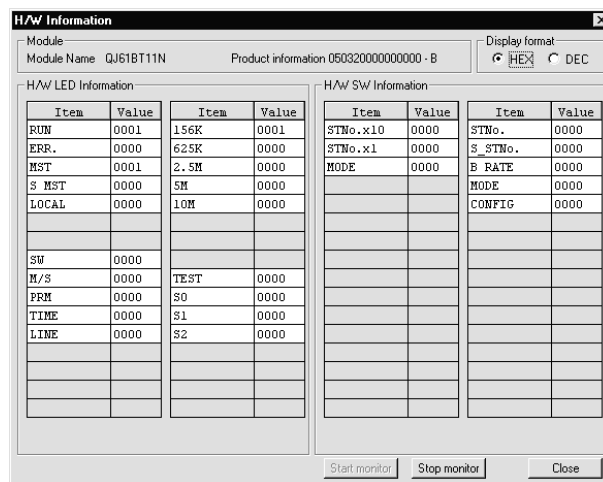 H/W Information
Module
Module Name QJ61BT11N Product information 050320000000000 - B
Display format
HEX DEC
H/W LED Information
Item Value Item Value
RUN 0001 156K 0001
ERR. 0000 625K 0000
MST 0001 2.5M 0000
S MST 0000 5M 0000
LOCAL 0000 10M 0000
SW 0000
M/S 0000 TEST 0000
PRM 0000 S0 0000
TIME 0000 S1 0000
LINE 0000 S2 0000
H/W SW Information
Item Value Item Value
STNo.x10 0000 STNo. 0000
STNo.x1 0000 S_STNo. 0000
MODE 0000 B RATE 0000
MODE 0000
CONFIG 0000
Start monitor Stop monitor Close